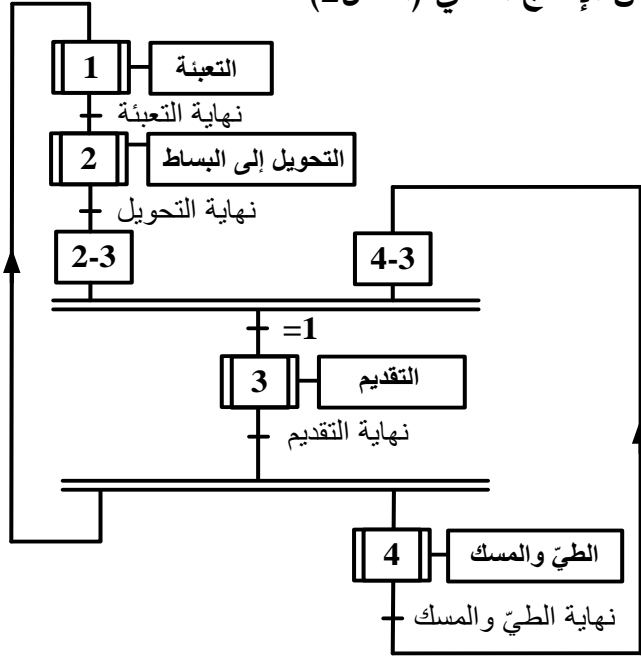 1 التعبئة
نهاية التعبئة
2 التحويل إلى البساط
نهاية التحويل
2-3
4-3
=1
3 التقديم
نهاية التقديم
4 الطيّ والمسك
نهاية الطيّ والمسك